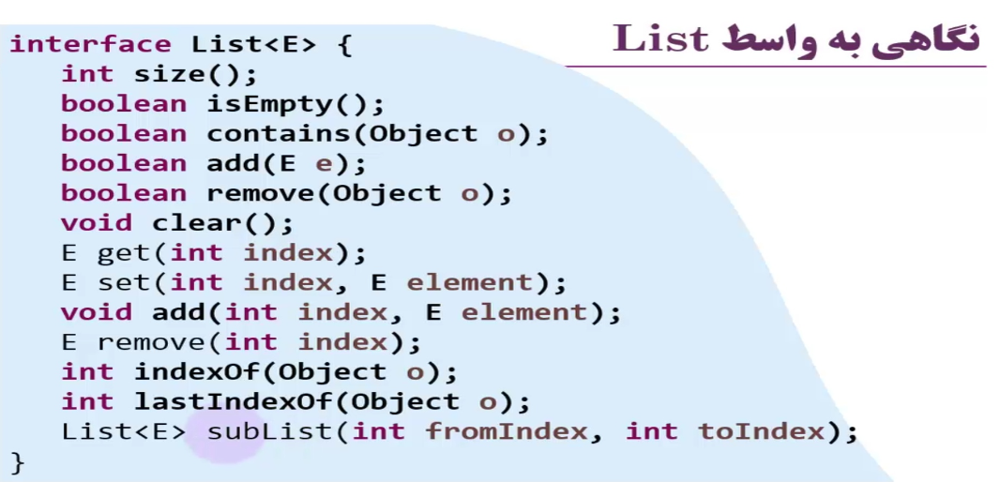 نگاهی به واسط List
interface List<E> {
int size();
boolean isEmpty();
boolean contains(Object o);
boolean add(E e);
boolean remove(Object o);
void clear();
E get(int index);
E set(int index, E element);
void add(int index, E element);
E remove(int index);
int indexOf(Object o);
int lastIndexOf(Object o);
List<E> subList(int fromIndex, int toIndex);
}